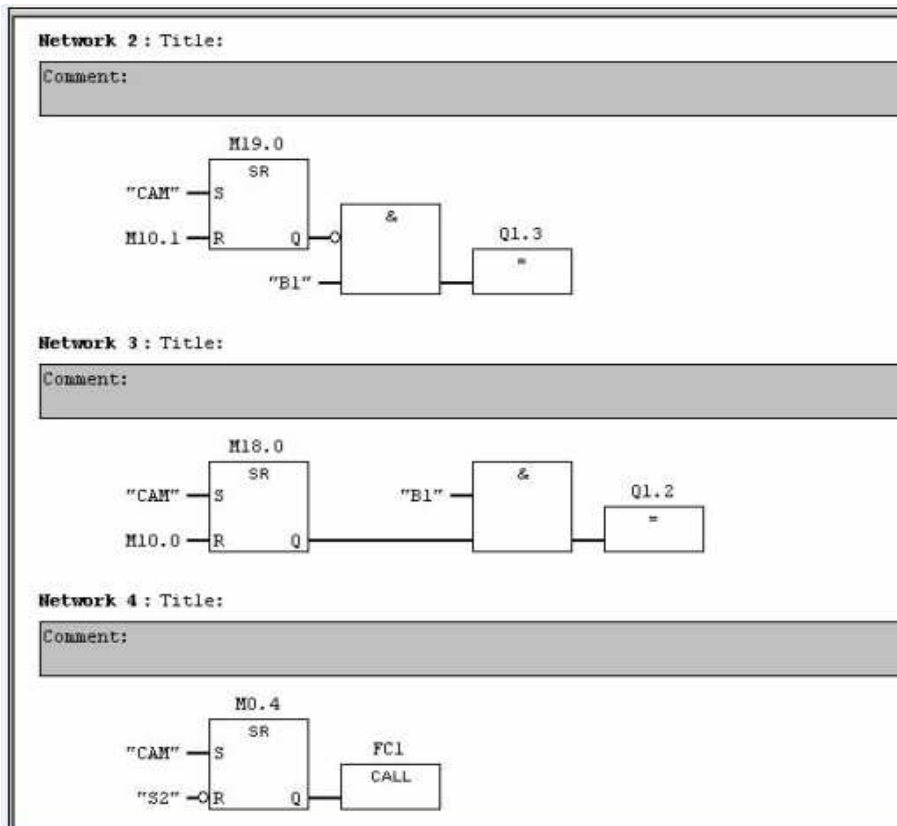 Network 2 : Title:
Comment:
M19.0
SR
"CAM" S
M10.1 R Q
&
"B1"
Q1.3
=
Network 3 : Title:
Comment:
M18.0
SR
"CAM" S
M10.0 R Q
"B1"
&
Q1.2
=
Network 4 : Title:
Comment:
M0.4
SR
"CAM" S
"S2" R Q
FC1
CALL